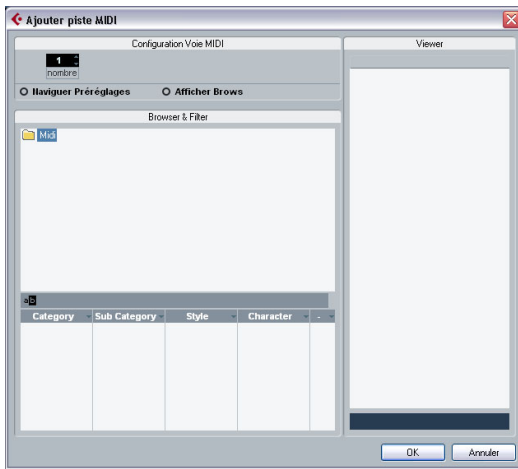 Ajouter piste MIDI
Configuration Voie MIDI
1
nombre
Naviguer Préréglages Afficher Brows
Browser & Filter
Midi
ab
Category Sub Category Style Character -
Viewer
OK Annuler